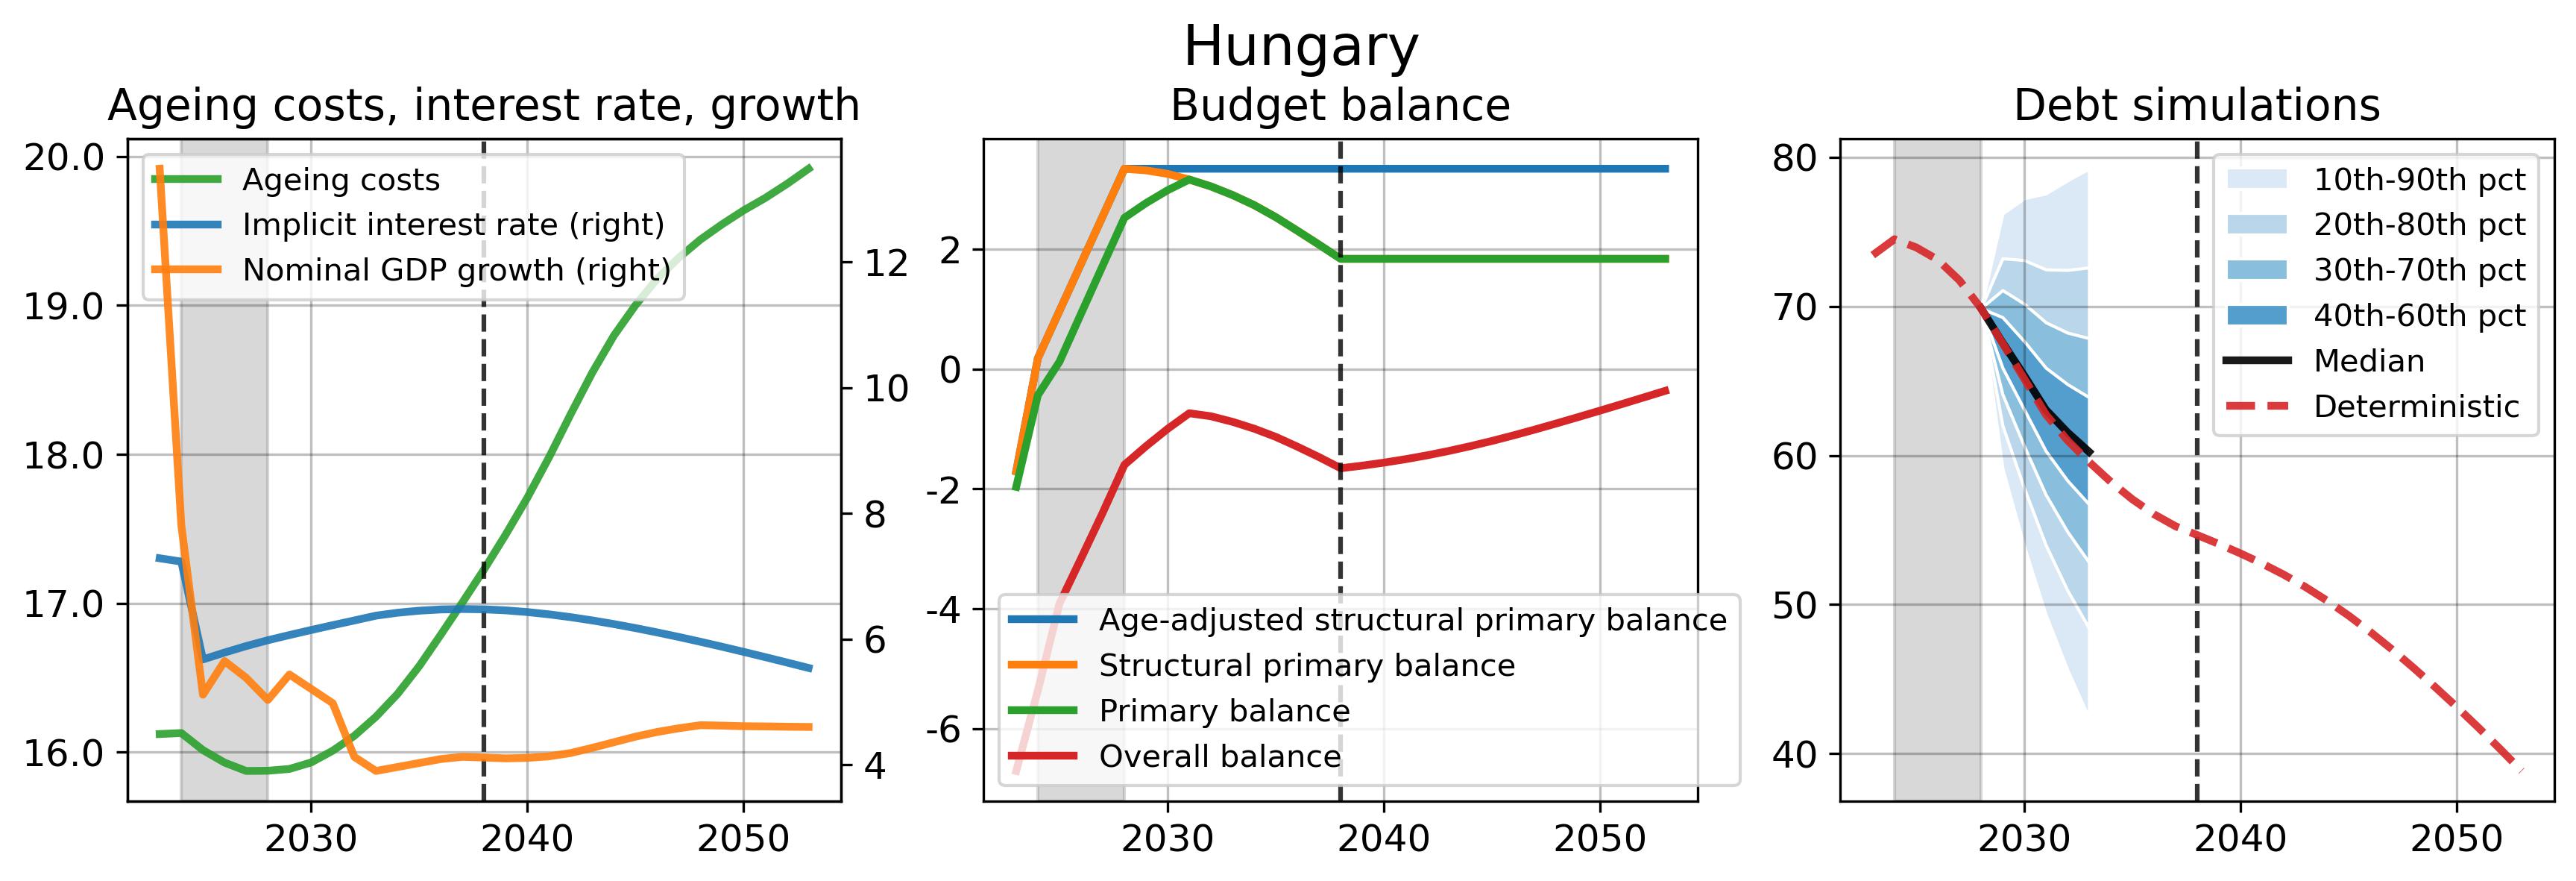 Hungary
Ageing costs, interest rate, growth
20.0
19.0
18.0
17.0
16.0
12
10
8
6
4
2030
2040
2050
Ageing costs
Implicit interest rate (right)
Nominal GDP growth (right)
Budget balance
2
0
-2
-4
-6
2030
2040
2050
Age-adjusted structural primary balance
Structural primary balance
Primary balance
Overall balance
Debt simulations
80
70
60
50
40
2030
2040
2050
10th-90th pct
20th-80th pct
30th-70th pct
40th-60th pct
Median
Deterministic